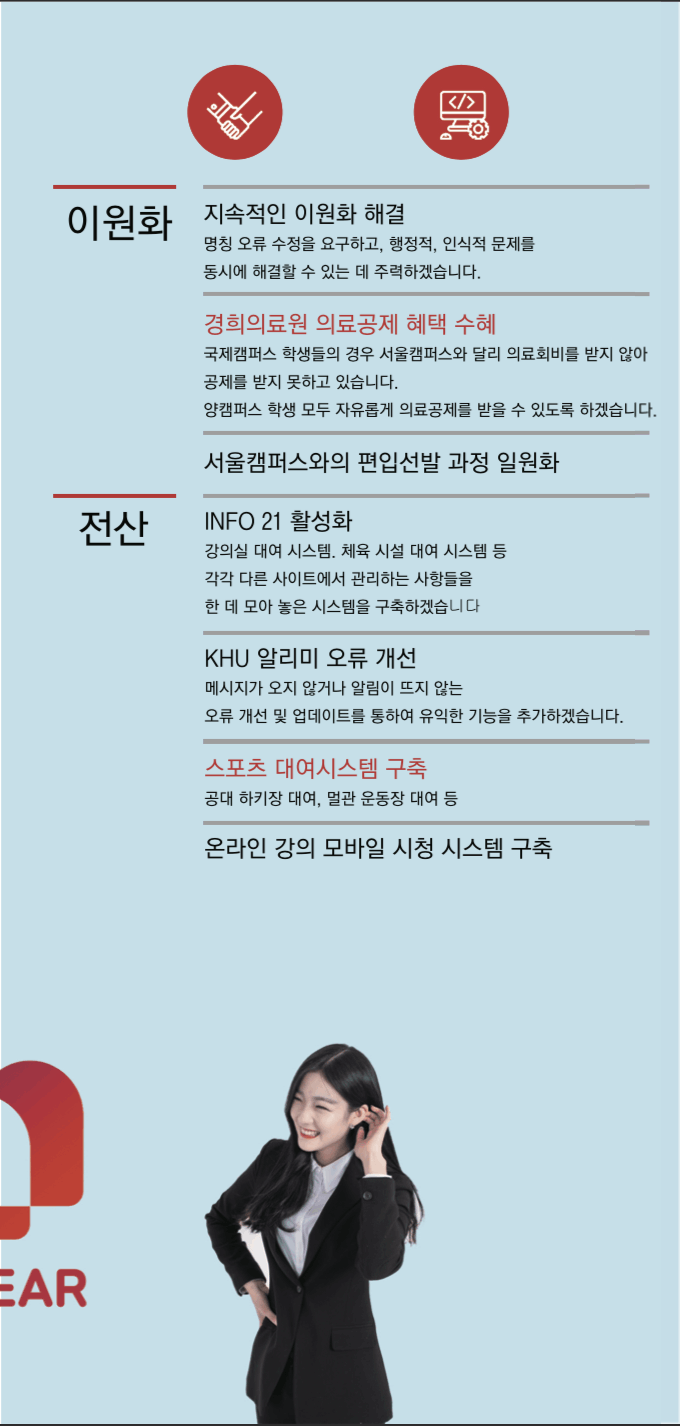 </>
이원화
지속적인 이원화 해결
명칭 오류 수정을 요구하고, 행정적, 인식적 문제를
동시에 해결할 수 있는 데 주력하겠습니다.
경희의료원 의료공제 혜택 수혜
국제캠퍼스 학생들의 경우 서울캠퍼스와 달리 의료회비를 받지 않아
공제를 받지 못하고 있습니다.
양캠퍼스 학생 모두 자유롭게 의료공제를 받을 수 있도록 하겠습니다.
서울캠퍼스와의 편입선발 과정 일원화
전산
INFO 21 활성화
강의실 대여 시스템. 체육 시설 대여 시스템 등
각각 다른 사이트에서 관리하는 사항들을
한 데 모아 놓은 시스템을 구축하겠습니다
KHU 알리미 오류 개선
메시지가 오지 않거나 알림이 뜨지 않는
오류 개선 및 업데이트를 통하여 유익한 기능을 추가하겠습니다.
스포츠 대여시스템 구축
공대 하키장 대여, 멀관 운동장 대여 등
온라인 강의 모바일 시청 시스템 구축
EAR